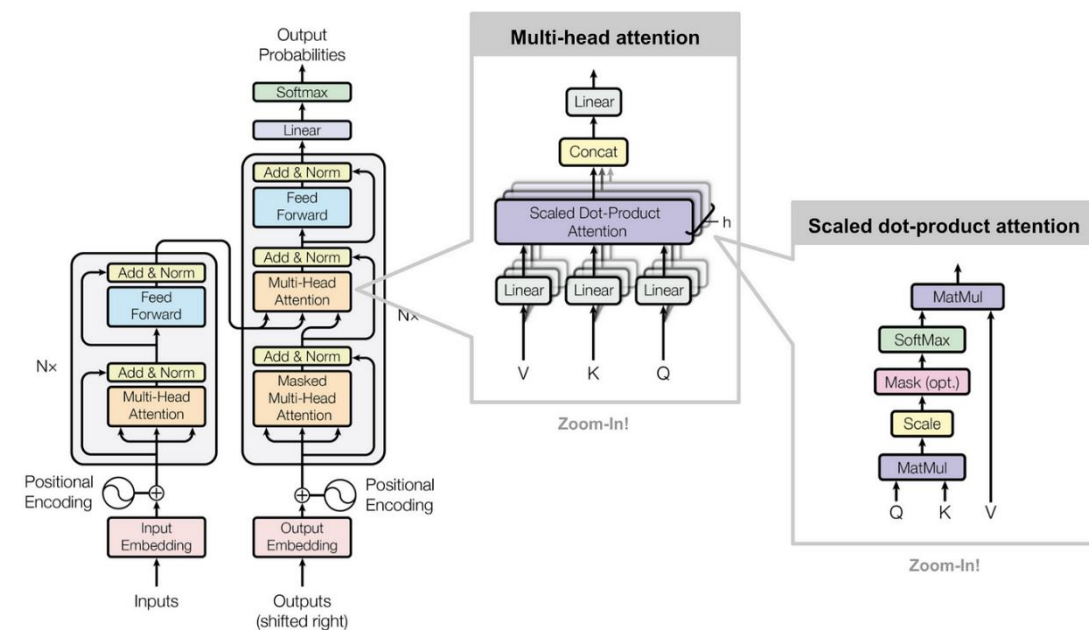 Output
Probabilities
Softmax
Linear
Add & Norm
Feed
Forward
Add & Norm
Multi-Head
Attention
Add & Norm
Masked
Multi-Head
Attention
Nx
Add & Norm
Feed
Forward
Add & Norm
Multi-Head
Attention
Nx
Positional
Encoding
Positional
Encoding
Input
Embedding
Output
Embedding
Inputs
Outputs
(shifted right)
Multi-head attention
Linear
Concat
Scaled Dot-Product
Attention
h
Linear Linear Linear
V K Q
Zoom-In!
Scaled dot-product attention
MatMul
SoftMax
Mask (opt.)
Scale
MatMul
Q K V
Zoom-In!